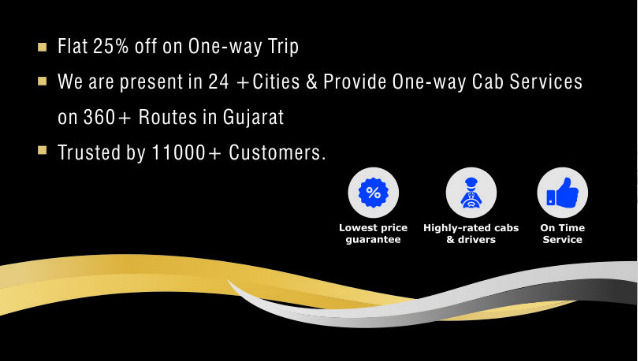 Flat 25% off on One-way Trip
We are present in 24 +Cities & Provide One-way Cab Services
on 360+ Routes in Gujarat
Trusted by 11000+ Customers.
%
Lowest price
guarantee
Highly-rated cabs
& drivers
On Time
Service